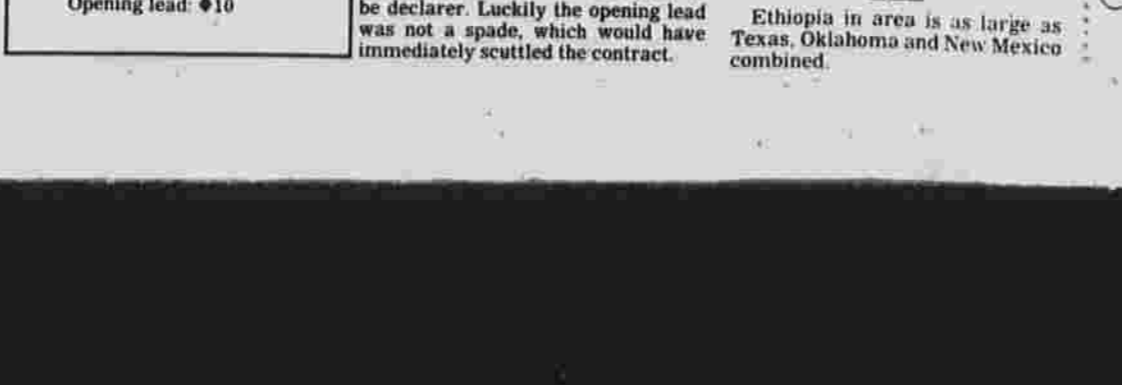 Opening lead: ♦10
be declarer. Luckily the opening lead
was not a spade, which would have
immediately scuttled the contract.
Ethiopia in area is as large as
Texas, Oklahoma and New Mexico
combined.